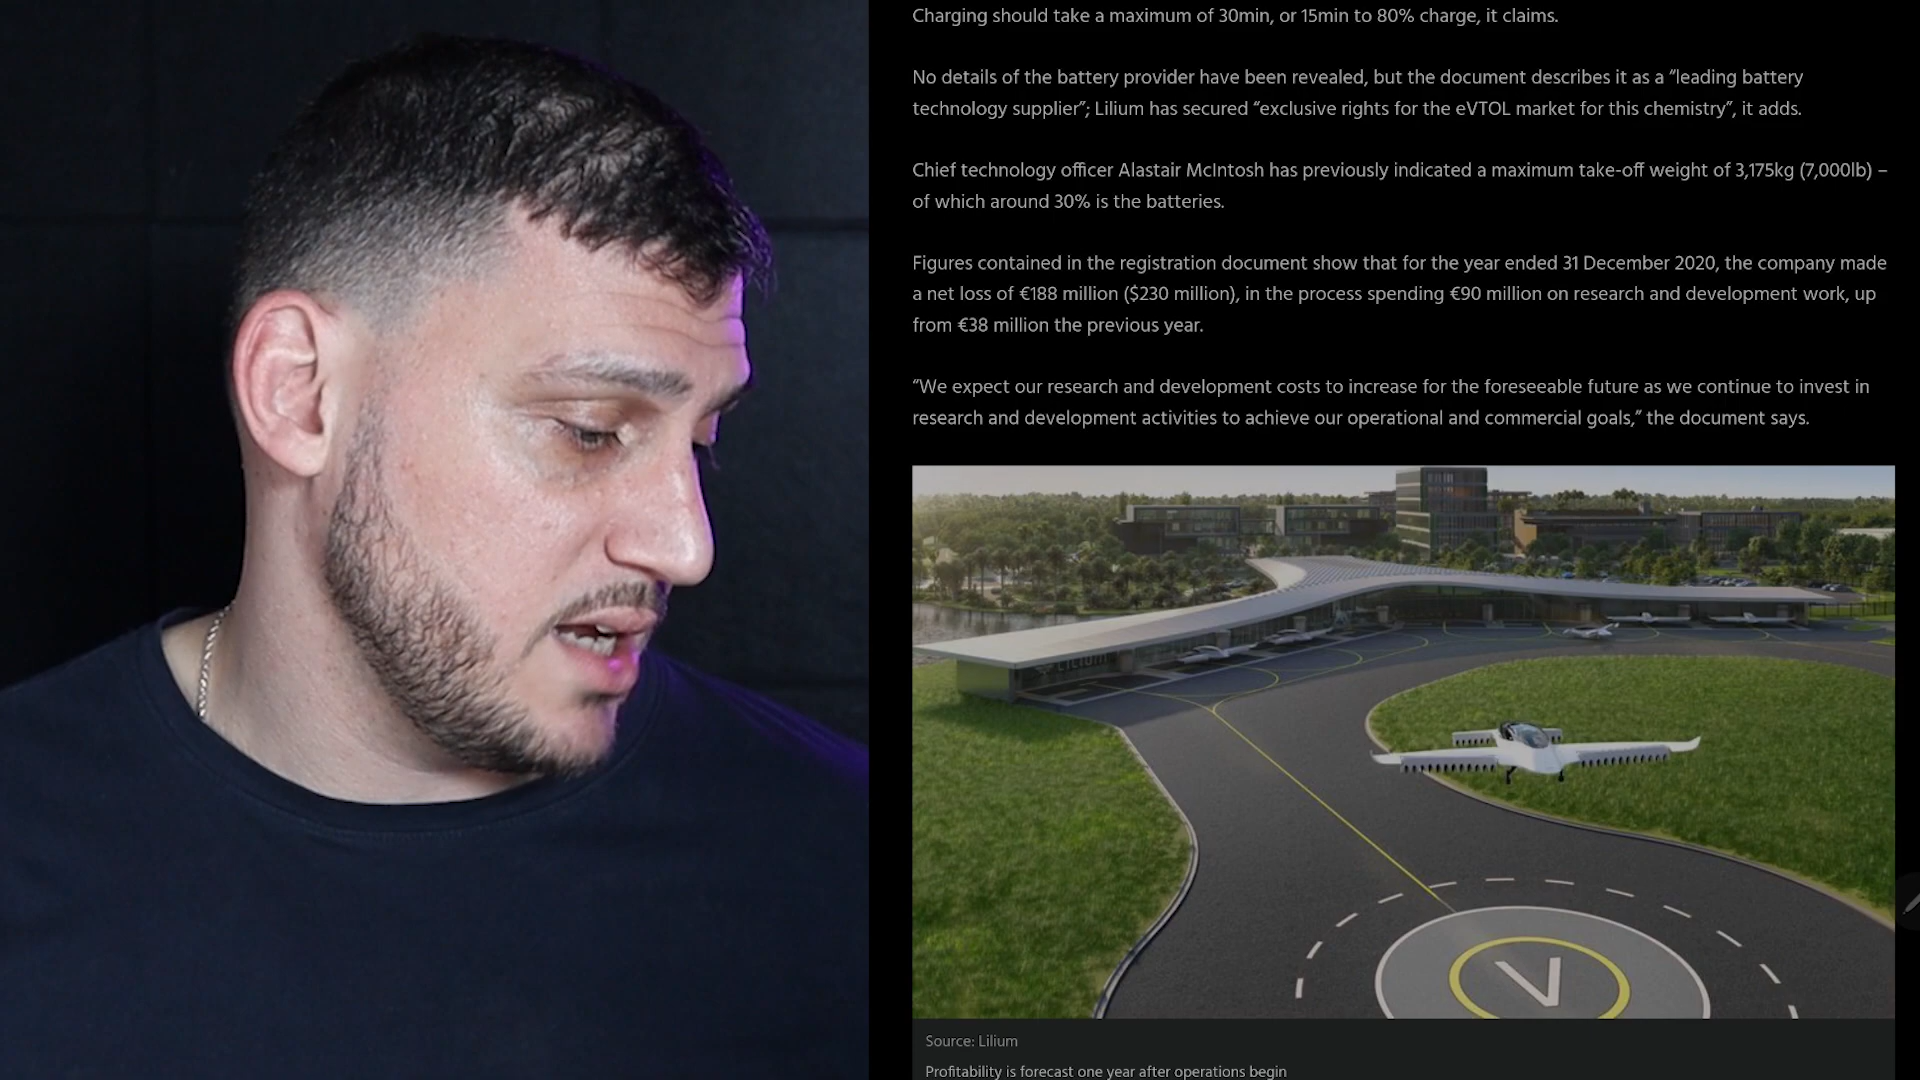 Charging should take a maximum of 30min, or 15min to 80% charge, it claims.
No details of the battery provider have been revealed, but the document describes it as a “leading battery
technology supplier”; Lilium has secured “exclusive rights for the eVTOL market for this chemistry”, it adds.
Chief technology officer Alastair McIntosh has previously indicated a maximum take-off weight of 3,175kg (7,000lb) –
of which around 30% is the batteries.
Figures contained in the registration document show that for the year ended 31 December 2020, the company made
a net loss of €188 million ($230 million), in the process spending €90 million on research and development work, up
from €38 million the previous year.
“We expect our research and development costs to increase for the foreseeable future as we continue to invest in
research and development activities to achieve our operational and commercial goals,” the document says.
LILIUM
V
Source: Lilium
Profitability is forecast one year after operations begin